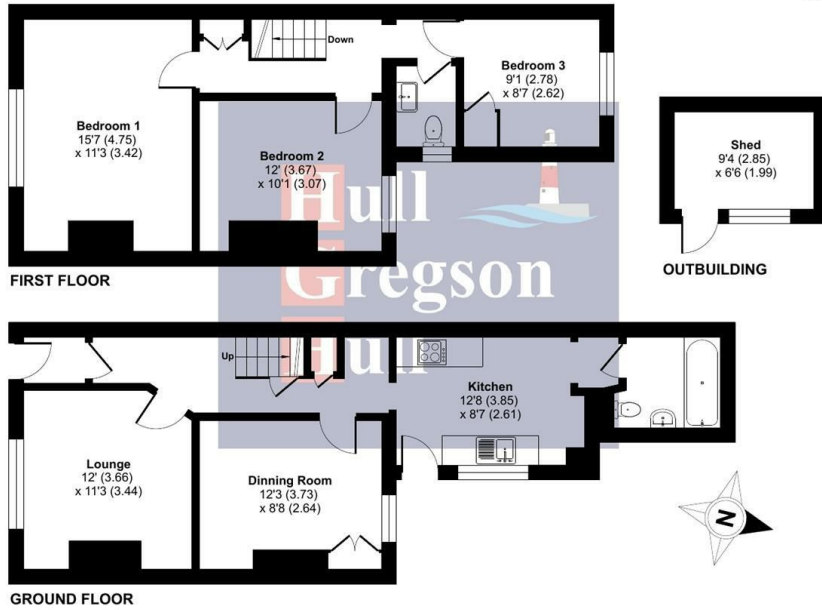 Down
Bedroom 3
9'1 (2.78)
x 8'7 (2.62)
Bedroom 1
15'7 (4.75)
x 11'3 (3.42)
Bedroom 2
12' (3.67)
x 10'1 (3.07)
Shed
9'4 (2.85)
x 6'6 (1.99)
Hull
Gregson
Hull
FIRST FLOOR
OUTBUILDING
Up
Kitchen
12'8 (3.85)
x 8'7 (2.61)
Lounge
12' (3.66)
x 11'3 (3.44)
Dinning Room
12'3 (3.73)
x 8'8 (2.64)
N
GROUND FLOOR